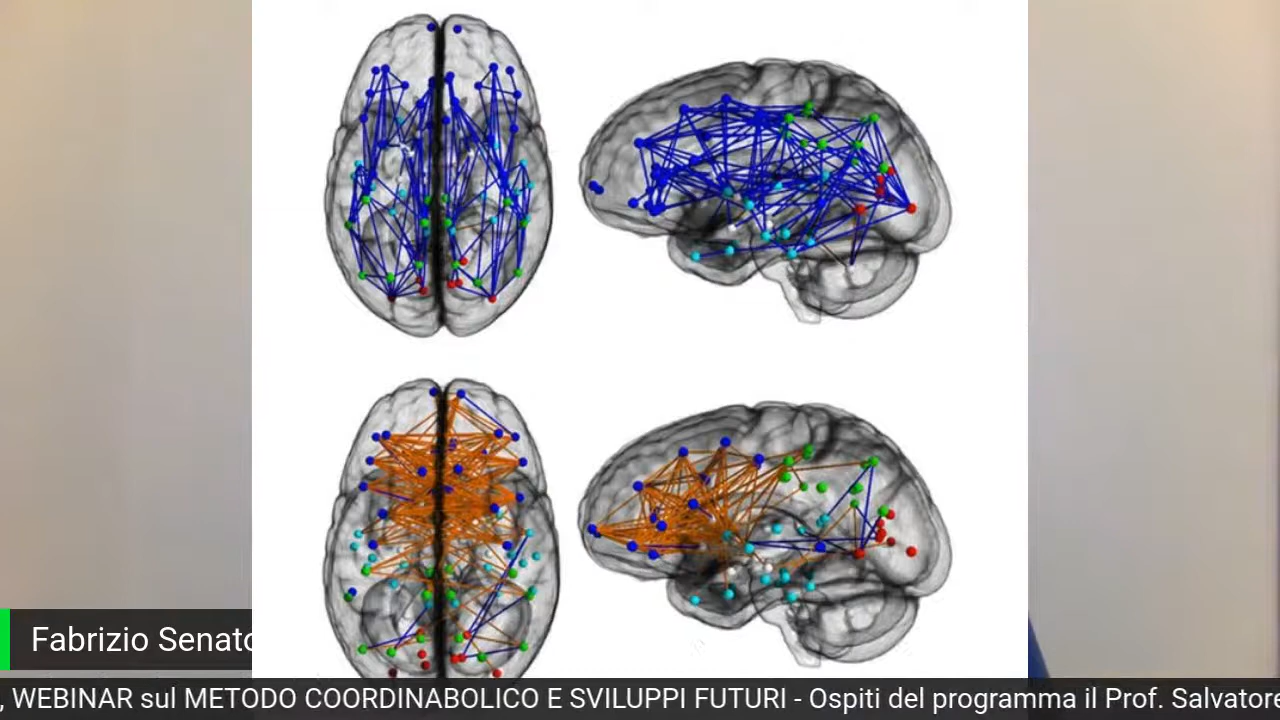 Fabrizio Senato
, WEBINAR sul METODO COORDINABOLICO E SVILUPPI FUTURI - Ospiti del programma il Prof. Salvatore